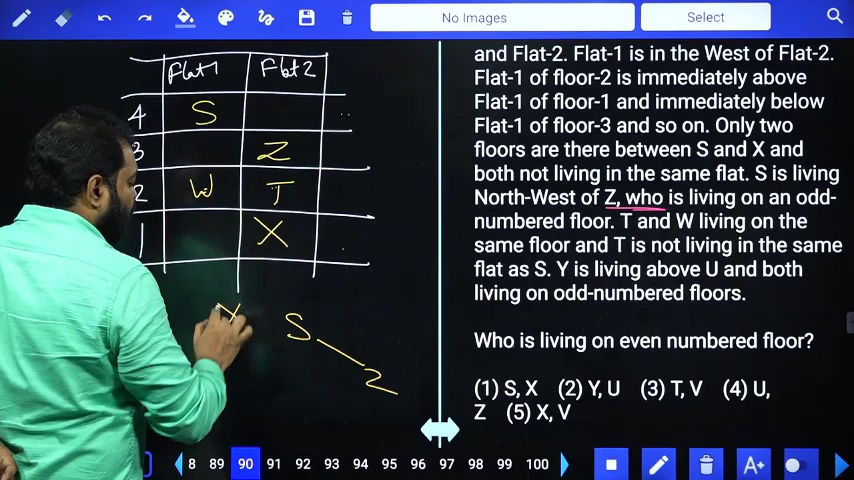 No Images
Select
Flat1 Flat2
4 S
3 Z
2 W T
1 X
Y
S
Z
and Flat-2. Flat-1 is in the West of Flat-2.
Flat-1 of floor-2 is immediately above
Flat-1 of floor-1 and immediately below
Flat-1 of floor-3 and so on. Only two
floors are there between S and X and
both not living in the same flat. S is living
North-West of Z, who is living on an odd-
numbered floor. T and W living on the
same floor and T is not living in the same
flat as S. Y is living above U and both
living on odd-numbered floors.
Who is living on even numbered floor?
(1) S, X (2) Y, U (3) T, V (4) U,
Z (5) X, V
8 89 90 91 92 93 94 95 96 97 98 99 100
A+